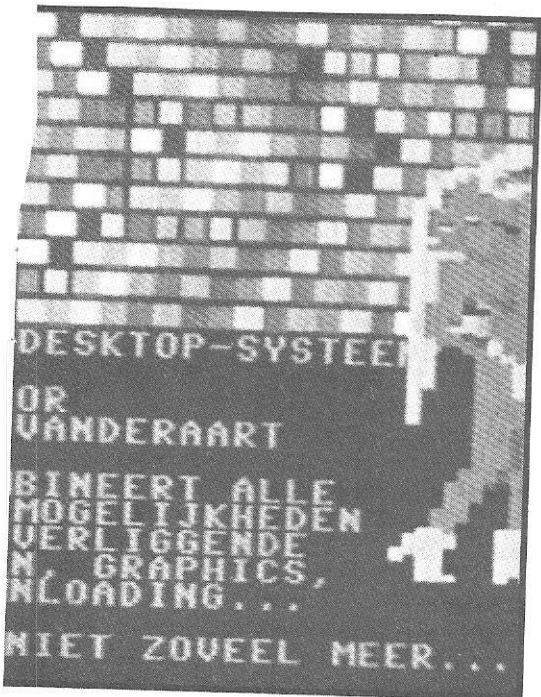 DESKTOP-SYSTEE
OR
VANDERAART
BINEERT ALLE
MOGELIJKHEDEN
VERLIGGENDE
N, GRAPHICS,
NLOADING...
NIET ZOVEEL MEER...